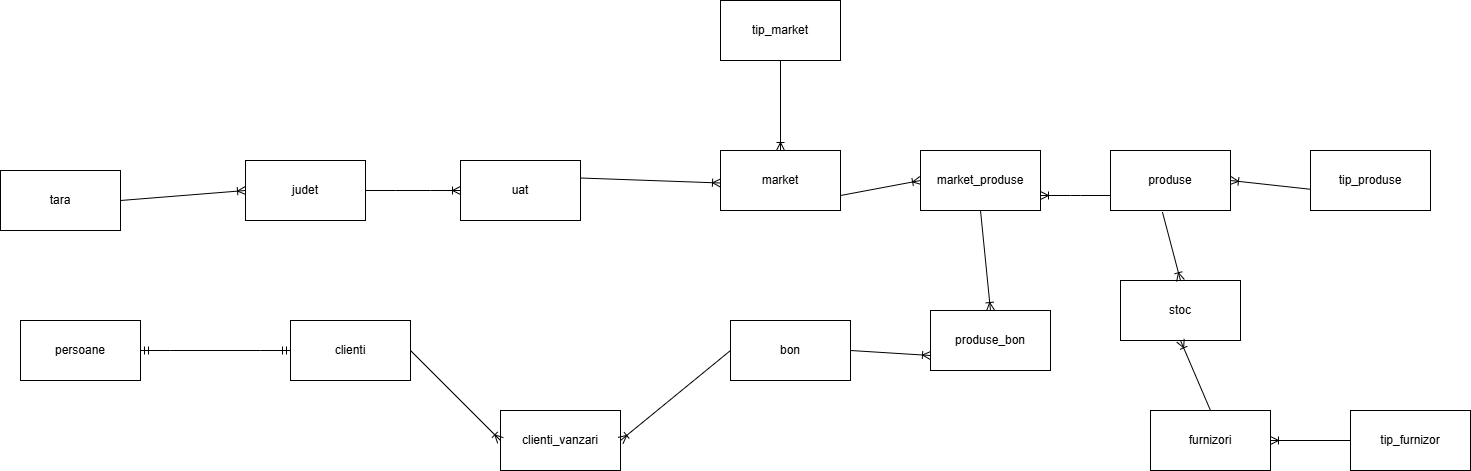 tip_market
tara
judet
uat
market
market_produse
produse
tip_produse
persoane
clienti
bon
produse_bon
stoc
clienti_vanzari
furnizori
tip_furnizor